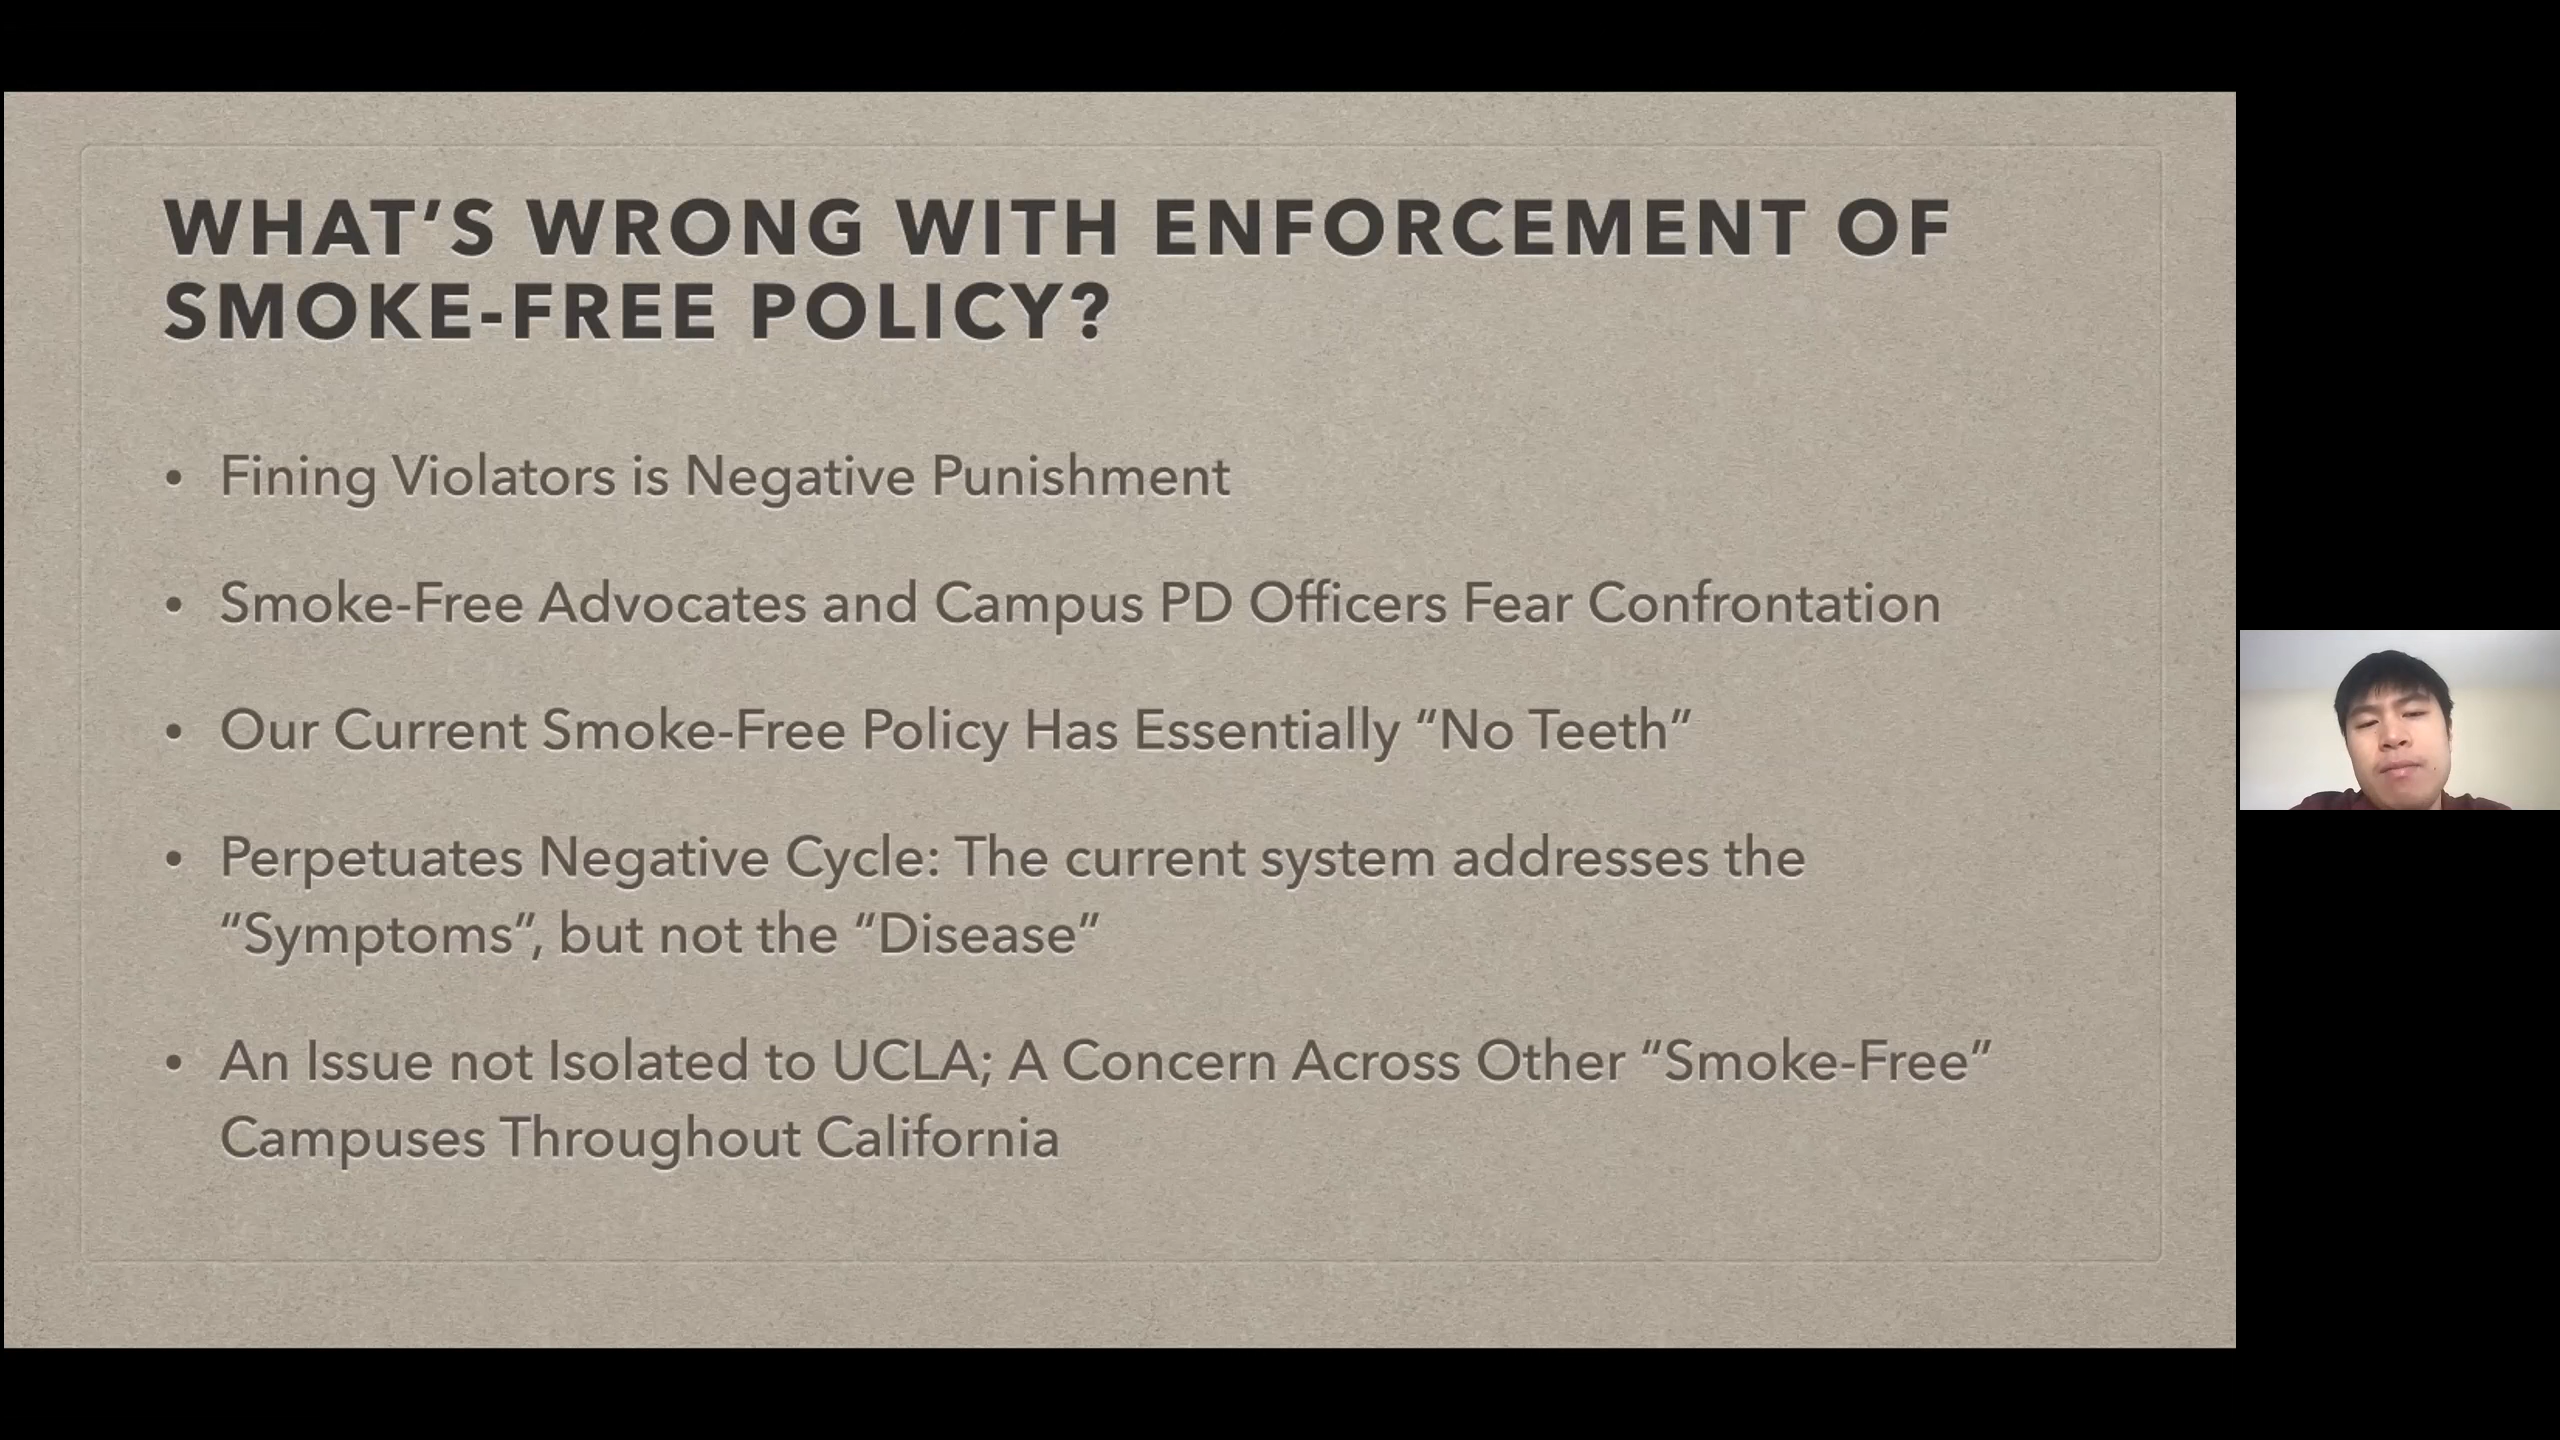 WHAT’S WRONG WITH ENFORCEMENT OF
SMOKE-FREE POLICY?
• Fining Violators is Negative Punishment
• Smoke-Free Advocates and Campus PD Officers Fear Confrontation
• Our Current Smoke-Free Policy Has Essentially “No Teeth”
• Perpetuates Negative Cycle: The current system addresses the
“Symptoms”, but not the “Disease”
• An Issue not Isolated to UCLA; A Concern Across Other “Smoke-Free”
Campuses Throughout California